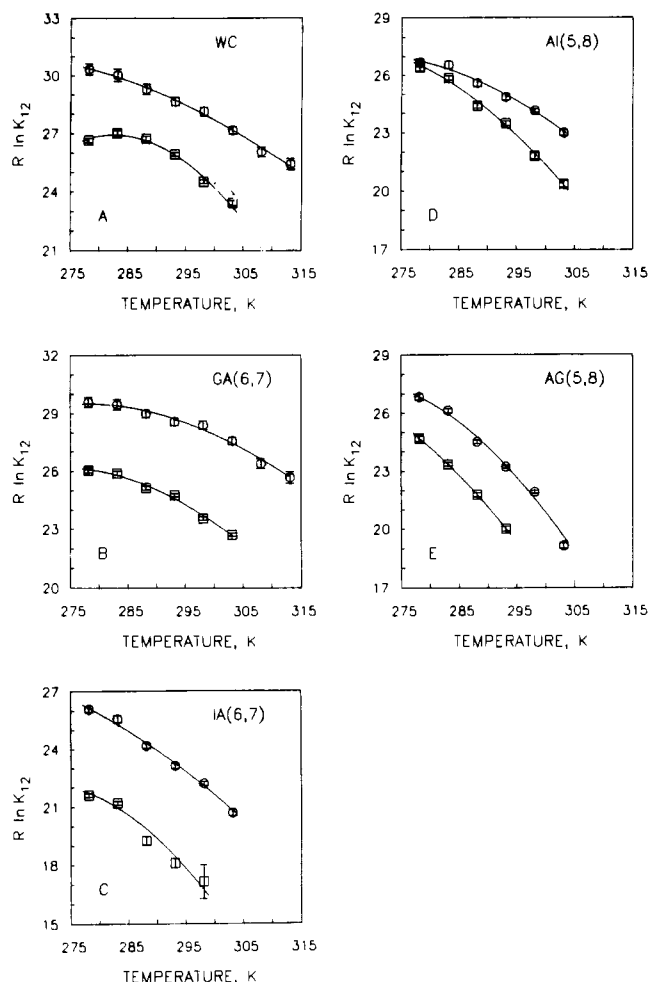 WC
33
30
R ln K12
27
24
A
21
275 285 295 305 315
TEMPERATURE, K
AI(5,8)
29
26
R ln K12
23
20
D
17
275 285 295 305 315
TEMPERATURE, K
GA(6,7)
32
29
R ln K12
26
23
B
20
275 285 295 305 315
TEMPERATURE, K
AG(5,8)
29
26
R ln K12
23
20
E
17
275 285 295 305 315
TEMPERATURE, K
IA(6,7)
27
24
R ln K12
21
18
C
15
275 285 295 305 315
TEMPERATURE, K